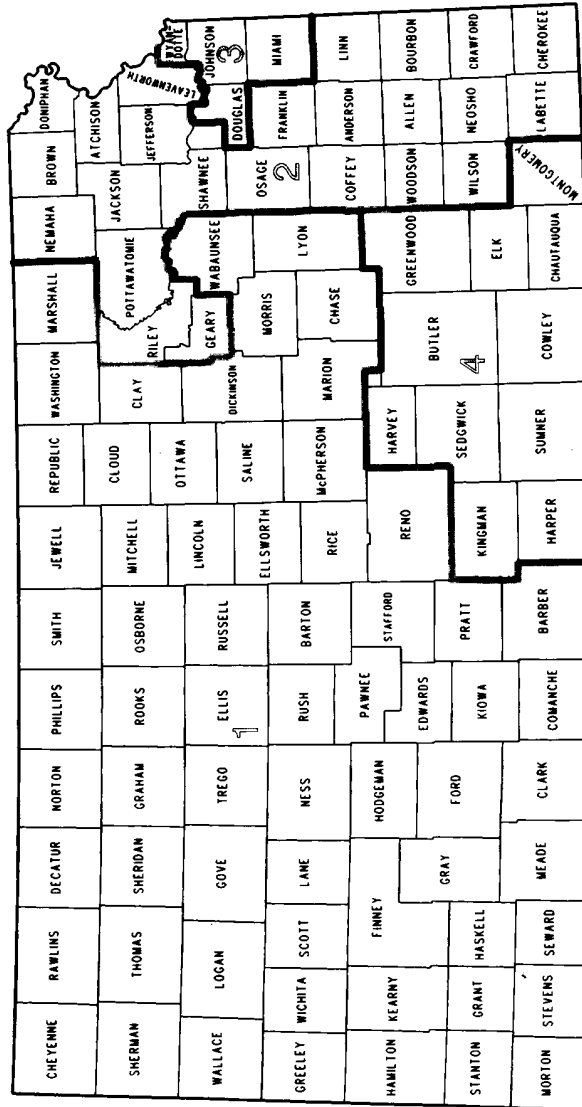 CHEYENNE
RAWLINS
DECATUR
NORTON
PHILLIPS
SMITH
JEWELL
REPUBLIC
WASHINGTON
MARSHALL
NEMAHA
BROWN
DONIPHAN
SHERMAN
THOMAS
SHERIDAN
GRAHAM
ROOKS
OSBORNE
MITCHELL
CLOUD
CLAY
RILEY
POTTAWATOMIE
JACKSON
ATCHISON
JEFFERSON
LEAVENWORTH
WYAN-
DOTTE
WALLACE
LOGAN
GOVE
TREGO
ELLIS
1
RUSSELL
LINCOLN
OTTAWA
SALINE
DICKINSON
GEARY
WABAUNSEE
SHAWNEE
DOUGLAS
JOHNSON
3
GREELEY
WICHITA
SCOTT
LANE
NESS
RUSH
BARTON
ELLSWORTH
RICE
McPHERSON
MARION
MORRIS
CHASE
LYON
OSAGE
2
FRANKLIN
MIAMI
HAMILTON
KEARNY
FINNEY
HODGEMAN
PAWNEE
STAFFORD
RENO
HARVEY
BUTLER
4
GREENWOOD
COFFEY
ANDERSON
LINN
STANTON
GRANT
HASKELL
GRAY
FORD
EDWARDS
KIOWA
PRATT
KINGMAN
SEDGWICK
ELK
WOODSON
ALLEN
BOURBON
WILSON
NEOSHO
CRAWFORD
MORTON
STEVENS
SEWARD
MEADE
CLARK
COMANCHE
BARBER
HARPER
SUMNER
COWLEY
CHAUTAUQUA
MONTGOMERY
LABETTE
CHEROKEE